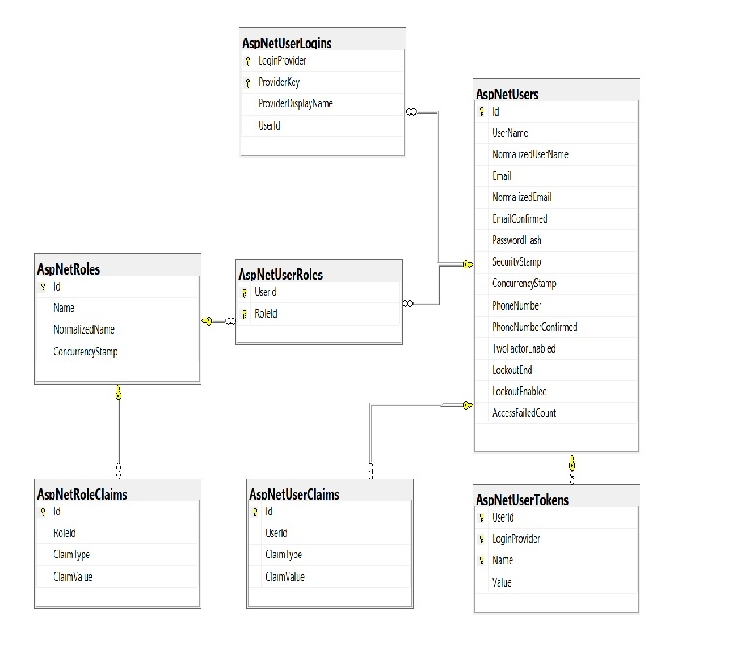 AspNetUserLogins
LoginProvider
ProviderKey
ProviderDisplayName
UserId
AspNetUsers
Id
UserName
NormalizedUserName
Email
NormalizedEmail
EmailConfirmed
PasswordHash
SecurityStamp
ConcurrencyStamp
PhoneNumber
PhoneNumberConfirmed
TwoFactorEnabled
LockoutEnd
LockoutEnabled
AccessFailedCount
AspNetRoles
Id
Name
NormalizedName
ConcurrencyStamp
AspNetUserRoles
UserId
RoleId
AspNetRoleClaims
Id
RoleId
ClaimType
ClaimValue
AspNetUserClaims
Id
UserId
ClaimType
ClaimValue
AspNetUserTokens
UserId
LoginProvider
Name
Value